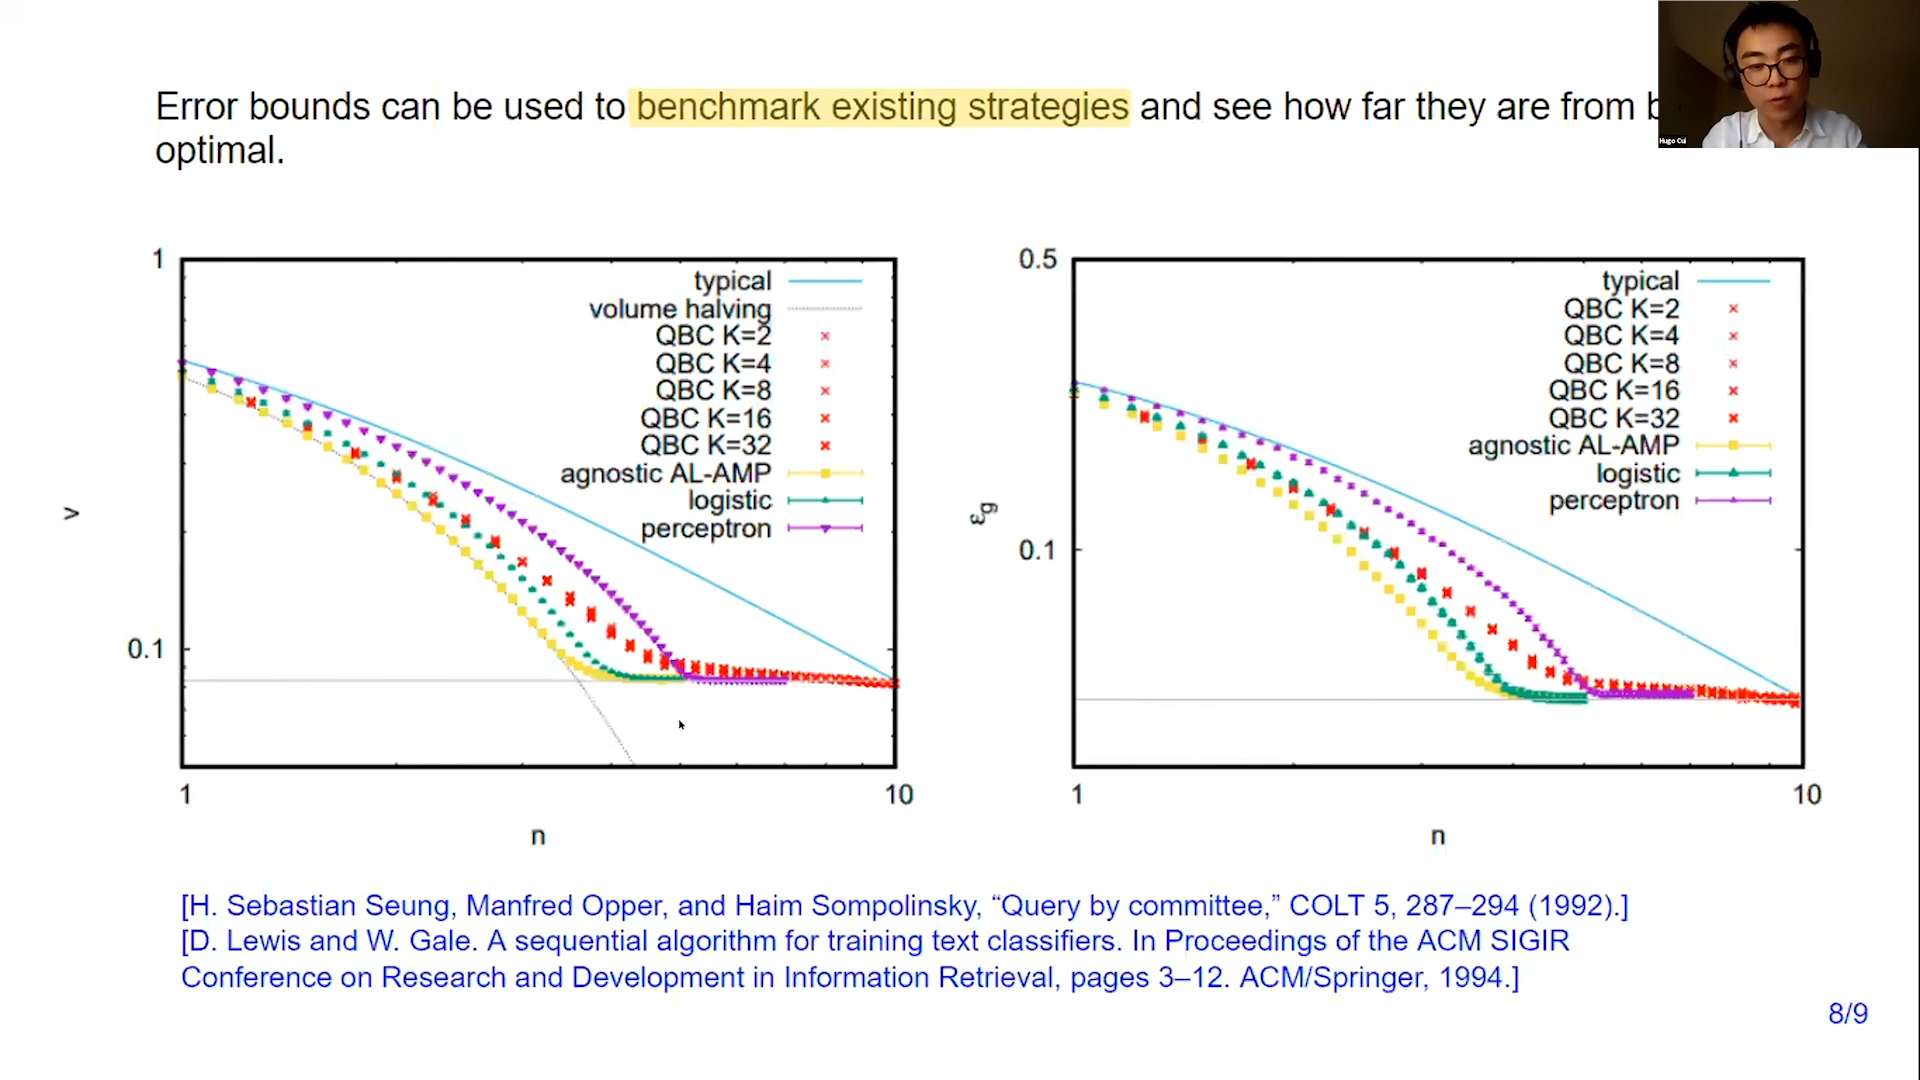 Error bounds can be used to benchmark existing strategies and see how far they are from
optimal.
Hugo Cui
1
0.1
v
typical
volume halving
QBC K=2
QBC K=4
QBC K=8
QBC K=16
QBC K=32
agnostic AL-AMP
logistic
perceptron
1
10
n
0.5
0.1
εg
typical
QBC K=2
QBC K=4
QBC K=8
QBC K=16
QBC K=32
agnostic AL-AMP
logistic
perceptron
1
10
n
[H. Sebastian Seung, Manfred Opper, and Haim Sompolinsky, “Query by committee,” COLT 5, 287–294 (1992).]
[D. Lewis and W. Gale. A sequential algorithm for training text classifiers. In Proceedings of the ACM SIGIR
Conference on Research and Development in Information Retrieval, pages 3–12. ACM/Springer, 1994.]
8/9